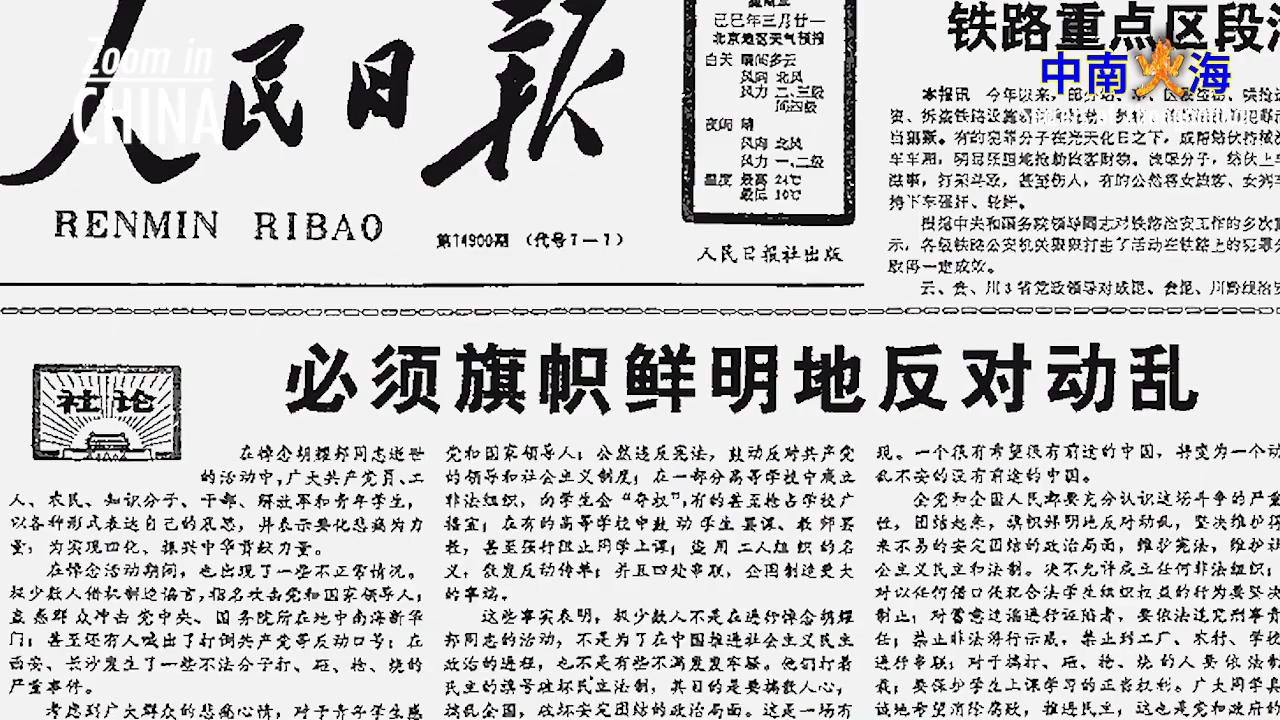 Zoom in
CHINA
人民日报
RENMIN RIBAO
第14900期 (代号1—1)
己巳年三月廿一
北京地区天气预报
白天 晴间多云
风向 北风
风力 二、三级
间四级
夜间 晴
风向 北风
风力 一、二级
温度 最高 24℃
最低 10℃
人民日报社出版
铁路重点区段
中南火海
本报讯 今年以来,
当猖獗。有的犯罪分子在光天化日之下,
滋事,打架斗殴,甚至伤人,有的公然将女旅客、
持下车强奸、轮奸。
根据中央和国务院领导同志对铁路治安工作的多次
示,各级铁路公安机关狠狠打击了活动在铁路上的犯罪分
取得一定成效。
云、贵、川3省党政领导对成昆、贵昆、川黔线治安
必须旗帜鲜明地反对动乱
社论
在悼念胡耀邦同志逝世
的活动中,广大共产党员、工
人、农民、知识分子、干部、解放军和青年学生,
以各种形式表达自己的哀思,并表示要化悲痛为力
量,为实现四化、振兴中华贡献力量。
在悼念活动期间,也出现了一些不正常情况。
极少数人借机制造谣言,指名攻击党和国家领导人;
蛊惑群众冲击党中央、国务院所在地中南海新华
门;甚至还有人喊出了打倒共产党等反动口号;在
西安、长沙发生了一些不法分子打、砸、抢、烧的
严重事件。
考虑到广大群众的悲痛心情,对于青年学生感
党和国家领导人;公然违反宪法,鼓动反对共产党
的领导和社会主义制度;在一部分高等学校中成立
非法组织,向学生会“夺权”,有的甚至抢占学校广
播室;在有的高等学校中鼓动学生罢课、教师罢
教,甚至强行阻止同学上课;盗用工人组织的名
义,散发反动传单;并且四处串联,企图制造更大
的事端。
这些事实表明,极少数人不是在进行悼念胡耀
邦同志的活动,不是为了在中国推进社会主义民主
政治的进程,也不是有些不满发发牢骚。他们打着
民主的旗号破坏民主法制,其目的是要搞散人心,
搞乱全国,破坏安定团结的政治局面。这是一场有
现。一个很有希望很有前途的中国,将变为一个动
乱不安的没有前途的中国。
全党和全国人民都要充分认识这场斗争的严重
性,团结起来,旗帜鲜明地反对动乱,坚决维护得
来不易的安定团结的政治局面,维护宪法,维护社
会主义民主和法制。决不允许成立任何非法组织;
对以任何借口侵犯合法学生组织权益的行为要坚决
制止;对蓄意造谣进行诬陷者,要依法追究刑事责
任;禁止非法游行示威,禁止到工厂、农村、学校
进行串联;对于搞打、砸、抢、烧的人要依法制
裁;要保护学生上课学习的正当权利。广大同学真
诚地希望消除腐败,推进民主,这也是党和政府的